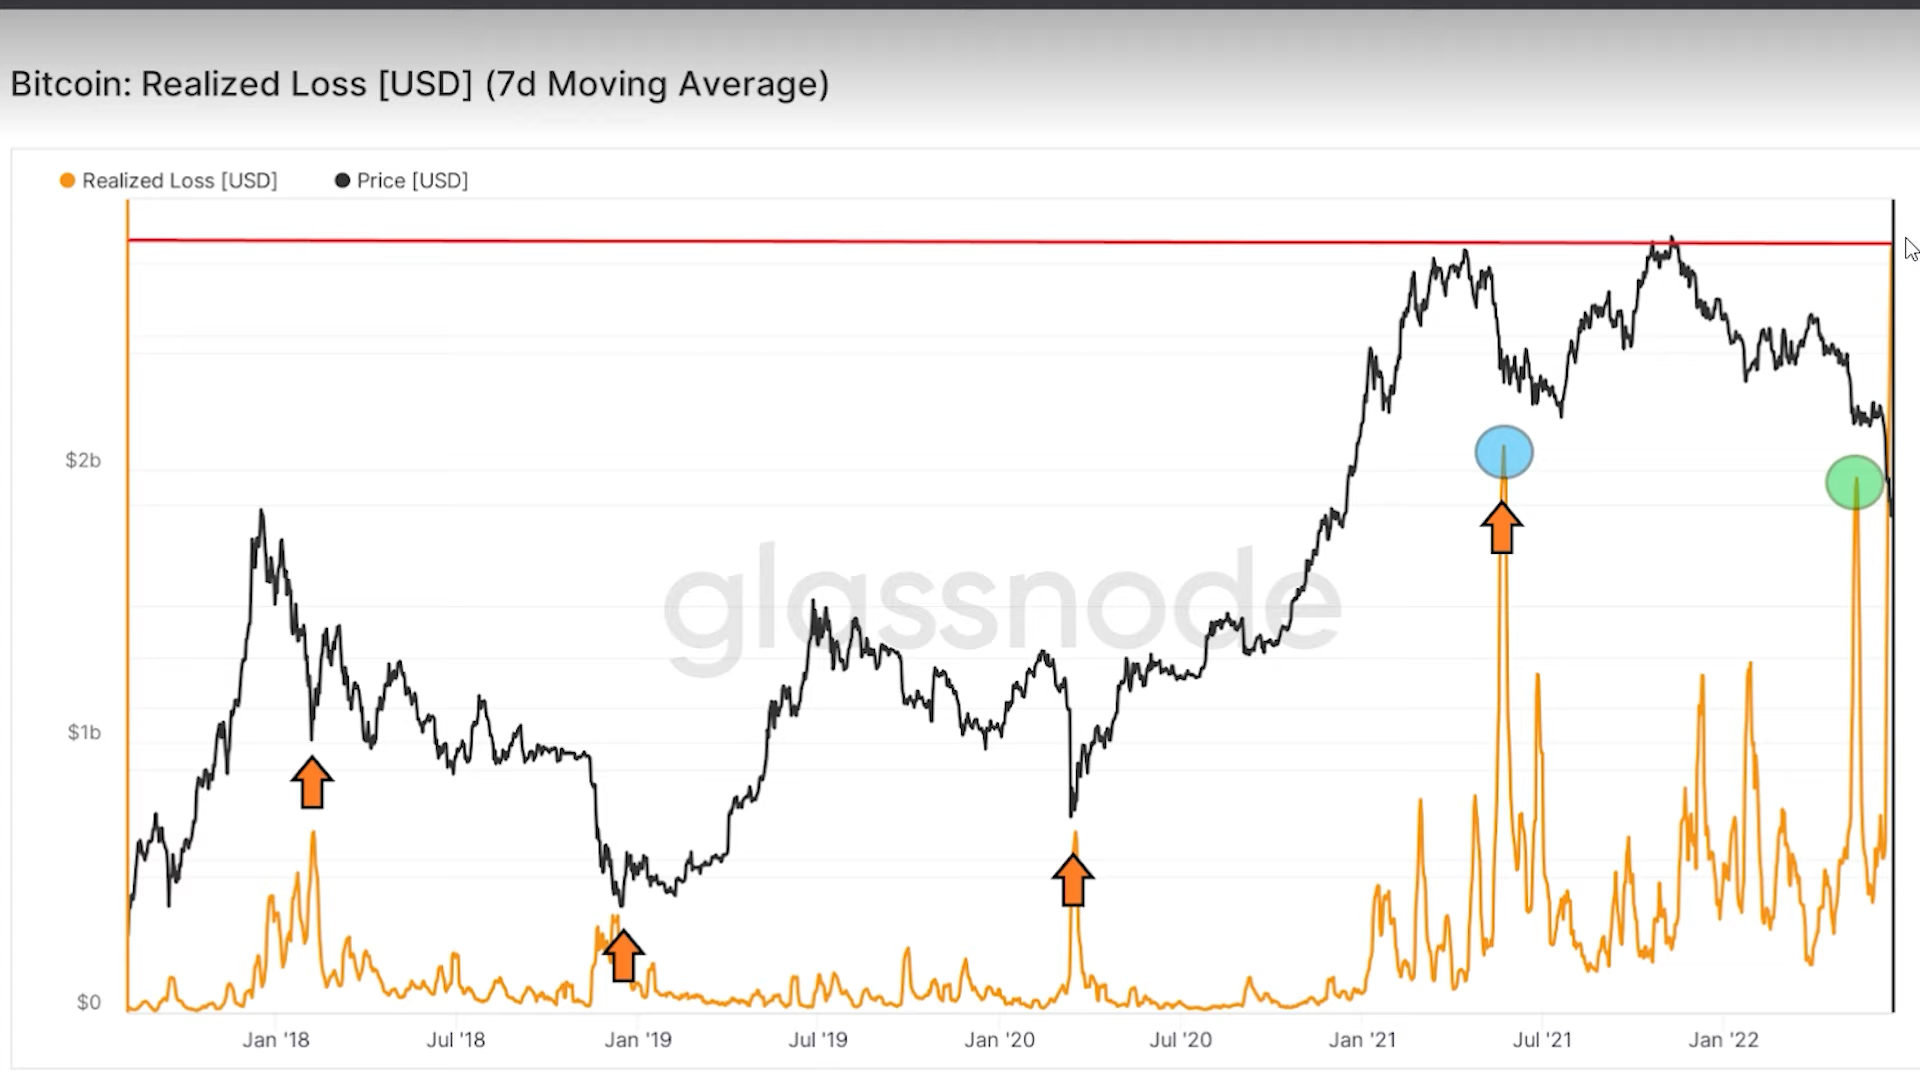 Bitcoin: Realized Loss [USD] (7d Moving Average)
Realized Loss [USD] Price [USD]
$2b
glassnode
$1b
$0
Jan '18 Jul '18 Jan '19 Jul '19 Jan '20 Jul '20 Jan '21 Jul '21 Jan '22